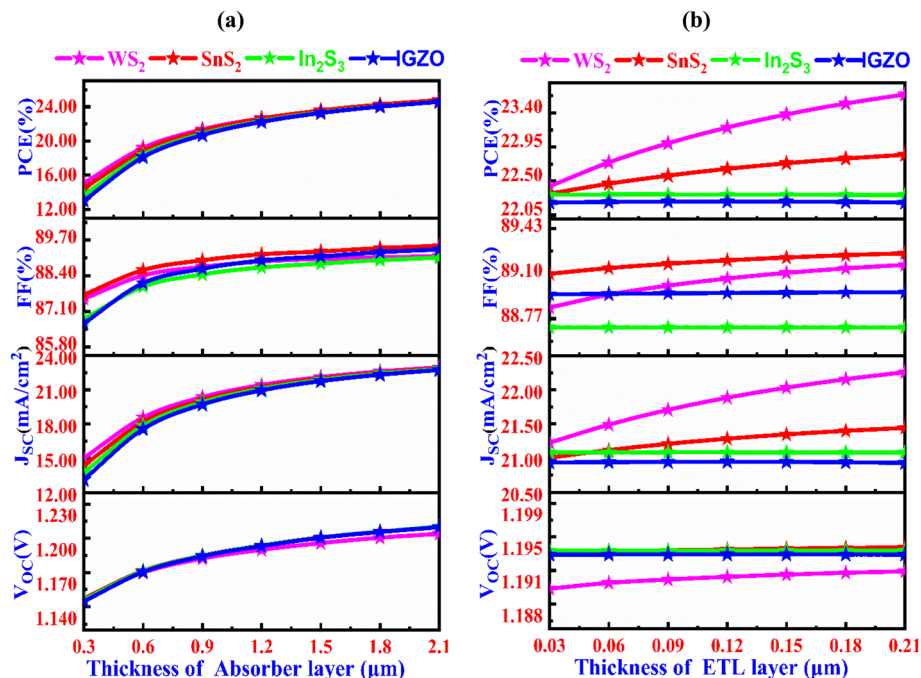 (a)
WS2 SnS2 In2S3 IGZO
PCE(%)
24.00
20.00
16.00
12.00
FF(%)
89.70
88.40
87.10
85.80
JSC(mA/cm2)
24.00
21.00
18.00
15.00
12.00
VOC(V)
1.230
1.200
1.170
1.140
0.3 0.6 0.9 1.2 1.5 1.8 2.1
Thickness of Absorber layer (µm)
(b)
WS2 SnS2 In2S3 IGZO
PCE(%)
23.40
22.95
22.50
22.05
FF(%)
89.43
89.10
88.77
JSC(mA/cm2)
22.50
22.00
21.50
21.00
20.50
VOC(V)
1.199
1.195
1.191
1.188
0.03 0.06 0.09 0.12 0.15 0.18 0.21
Thickness of ETL layer (µm)